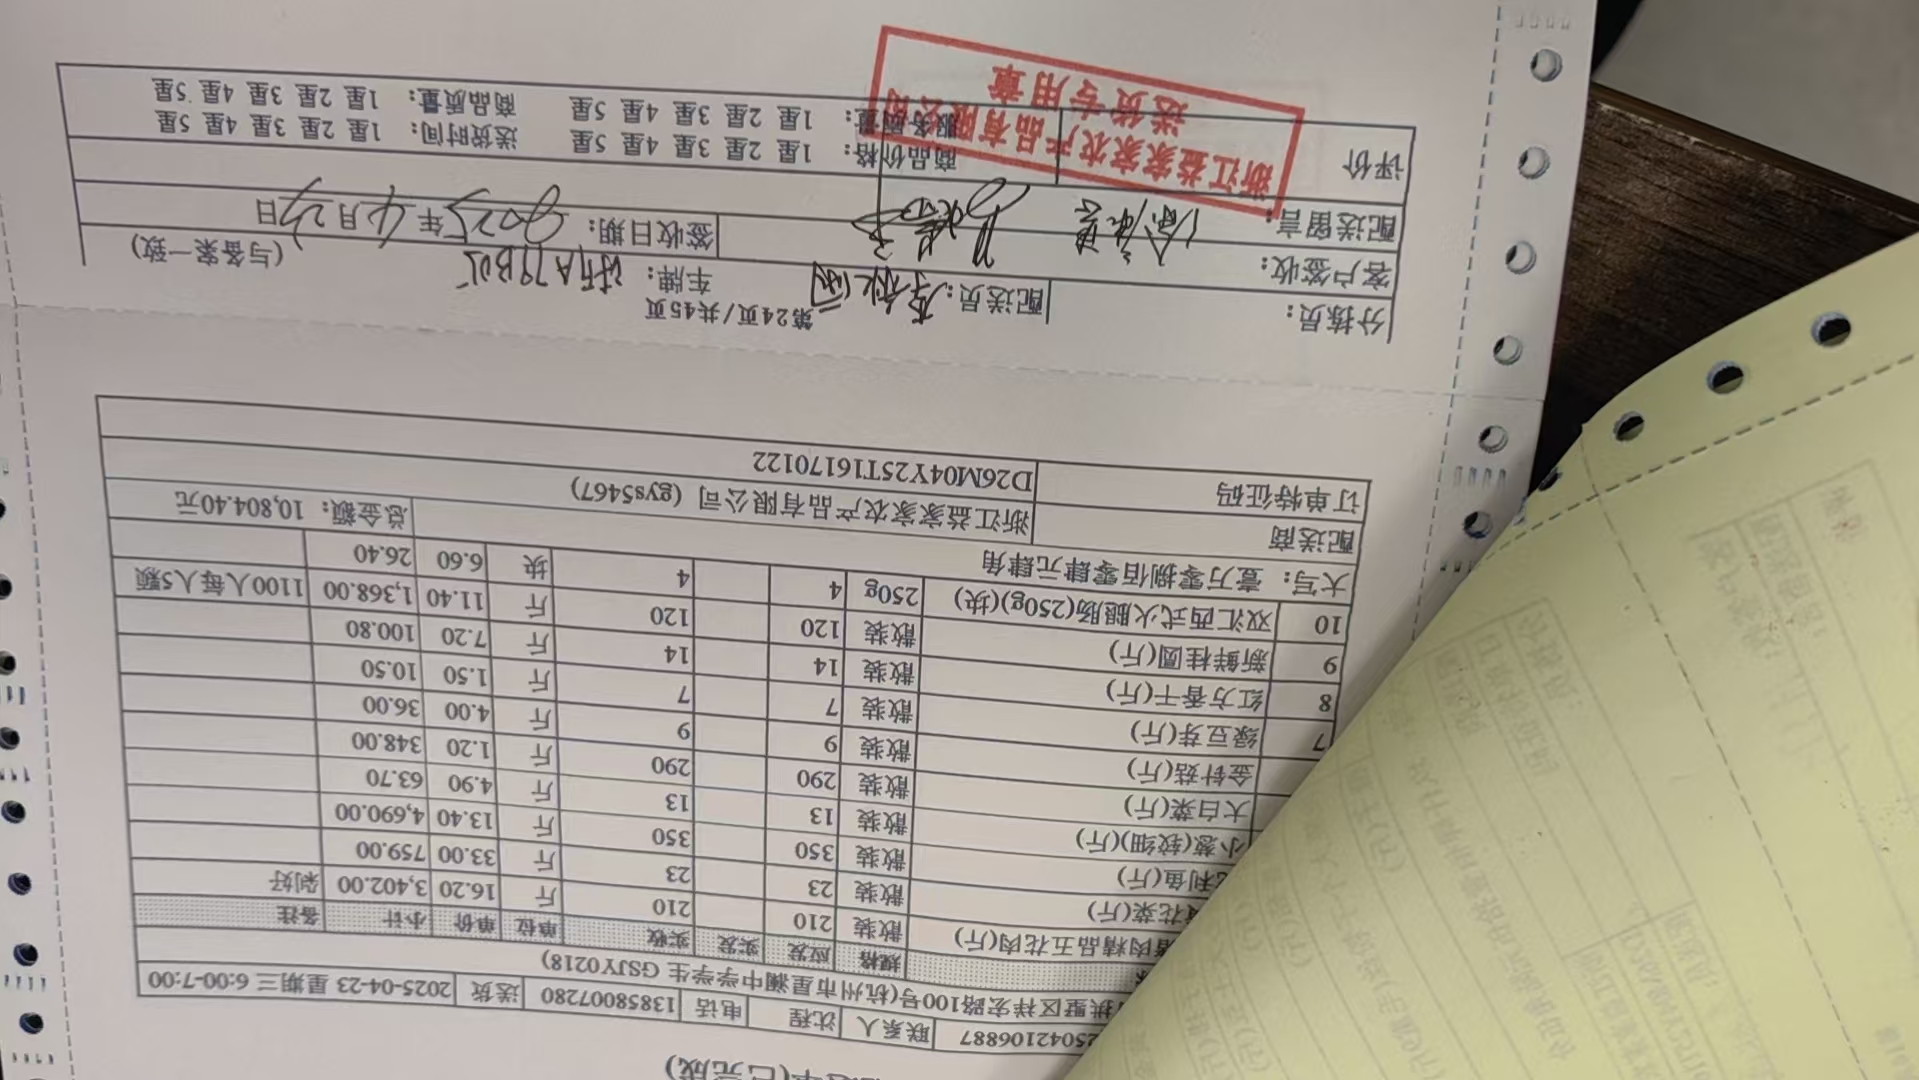 (已完成)
25042106887 联系人 沈程 电话 13858007280 送货 2025-04-23 星期三 6:00-7:00
拱墅区祥宏路100号(杭州市星澜中学学生 GSJY0218)
规格 应发 实发 实收 单位 单价 小计 备注
猪肉精品五花肉(斤) 散装 210 210 斤 16.20 3,402.00 剁好
花菜(斤) 散装 23 23 斤 33.00 759.00
利鱼(斤) 散装 350 350 斤 13.40 4,690.00
小葱(较细)(斤) 散装 13 13 斤 4.90 63.70
大白菜(斤) 散装 290 290 斤 1.20 348.00
金针菇(斤) 散装 9 9 斤 4.00 36.00
7 绿豆芽(斤) 散装 7 7 斤 1.50 10.50
8 红方香干(斤) 散装 14 14 斤 7.20 100.80
9 新鲜桂圆(斤) 散装 120 120 斤 11.40 1,368.00 1100人每人5颗
10 双汇西式火腿肠(250g)(块) 250g 4 4 块 6.60 26.40
大写: 壹万零捌佰零肆元肆角 总金额: 10,804.40元
配送商 浙江益家家农产品有限公司 (gys5467)
订单特征码 D26M04Y25T116170122
第24页/共45页
分拣员: 配送员: 车牌: 浙A79B05 (与备案一致)
客户签收: 签收日期: 2025年4月23日
配送留言:
评价 商品价格: 1星 2星 3星 4星 5星 送货时间: 1星 2星 3星 4星 5星
服务质量: 1星 2星 3星 4星 5星 商品质量: 1星 2星 3星 4星 5星
浙江益家家农产品有限公司
送货专用章